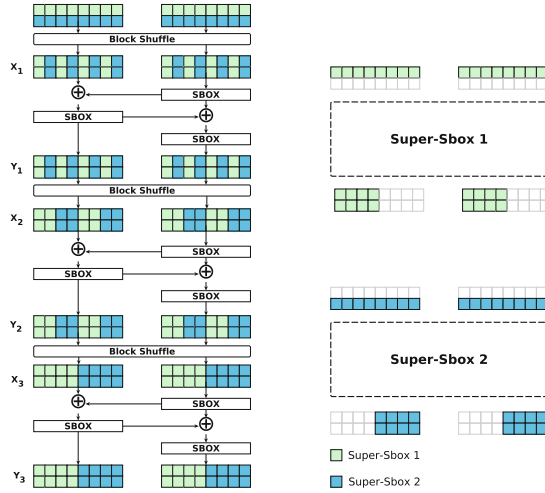 Block Shuffle
X1
SBOX
SBOX
SBOX
Y1
Block Shuffle
X2
SBOX
SBOX
SBOX
Y2
Block Shuffle
X3
SBOX
SBOX
SBOX
Y3
Super-Sbox 1
Super-Sbox 2
Super-Sbox 1
Super-Sbox 2